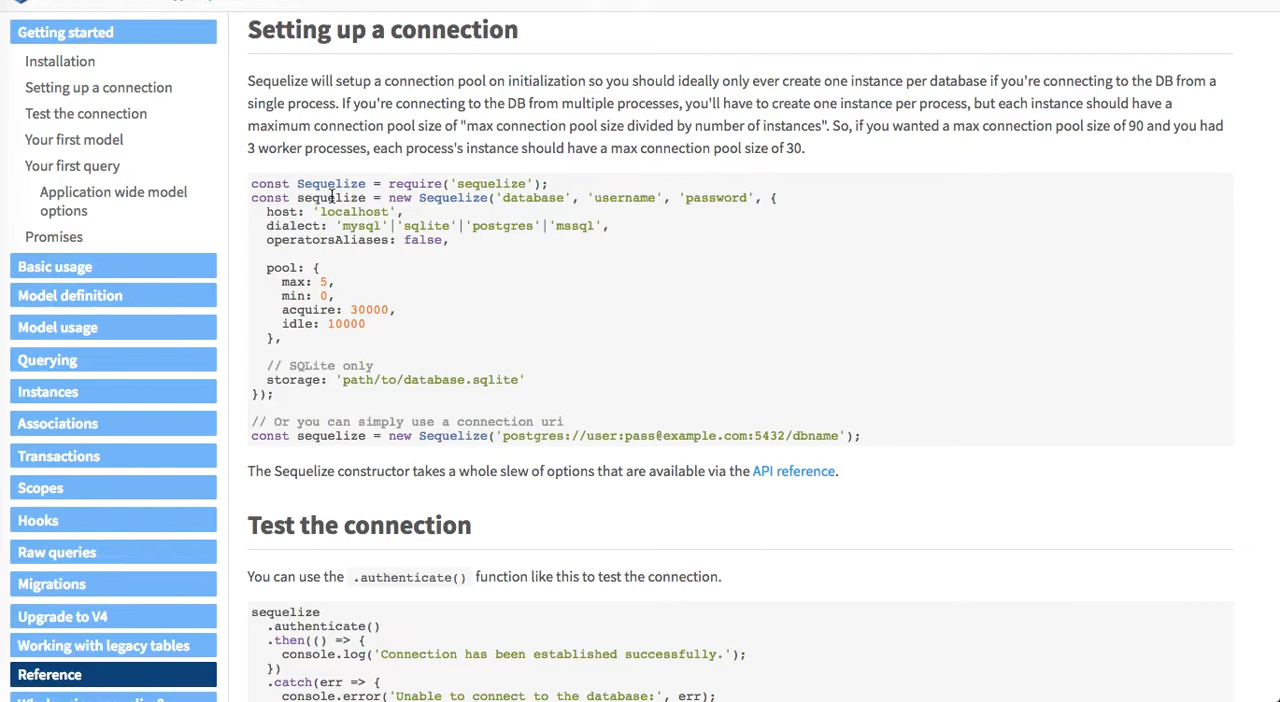 Getting started
Installation
Setting up a connection
Test the connection
Your first model
Your first query
Application wide model
options
Promises
Basic usage
Model definition
Model usage
Querying
Instances
Associations
Transactions
Scopes
Hooks
Raw queries
Migrations
Upgrade to V4
Working with legacy tables
Reference
Setting up a connection
Sequelize will setup a connection pool on initialization so you should ideally only ever create one instance per database if you're connecting to the DB from a
single process. If you're connecting to the DB from multiple processes, you'll have to create one instance per process, but each instance should have a
maximum connection pool size of "max connection pool size divided by number of instances". So, if you wanted a max connection pool size of 90 and you had
3 worker processes, each process's instance should have a max connection pool size of 30.
const Sequelize = require('sequelize');
const sequelize = new Sequelize('database', 'username', 'password', {
  host: 'localhost',
  dialect: 'mysql'|'sqlite'|'postgres'|'mssql',
  operatorsAliases: false,
  pool: {
    max: 5,
    min: 0,
    acquire: 30000,
    idle: 10000
  },
  // SQLite only
  storage: 'path/to/database.sqlite'
});
// Or you can simply use a connection uri
const sequelize = new Sequelize('postgres://user:pass@example.com:5432/dbname');
The Sequelize constructor takes a whole slew of options that are available via the API reference.
Test the connection
You can use the .authenticate() function like this to test the connection.
sequelize
  .authenticate()
  .then(() => {
    console.log('Connection has been established successfully.');
  })
  .catch(err => {
    console.error('Unable to connect to the database:', err);